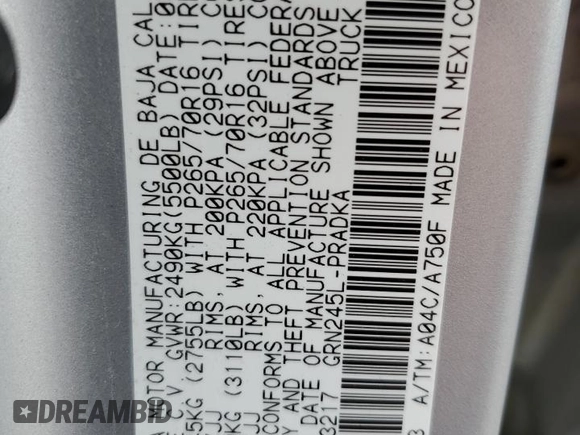 TOR MANUFACTURING DE BAJA CAL
E V GVWR:2490KG(5500LB) DATE:0
5KG (2755LB) WITH P265/70R16 TIRE
JJ RIMS, AT 200KPA (29PSI) CO
KG (3110LB) WITH P265/70R16 TIRES
JJ RIMS, AT 220KPA (32PSI) CO
CONFORMS TO ALL APPLICABLE FEDERA
Y AND THEFT PREVENTION STANDARDS
DATE OF MANUFACTURE SHOWN ABOVE
3217 GRN245L-PRADKA TRUCK
A/TM:A04C/A750F MADE IN MEXICO
DREAMBID